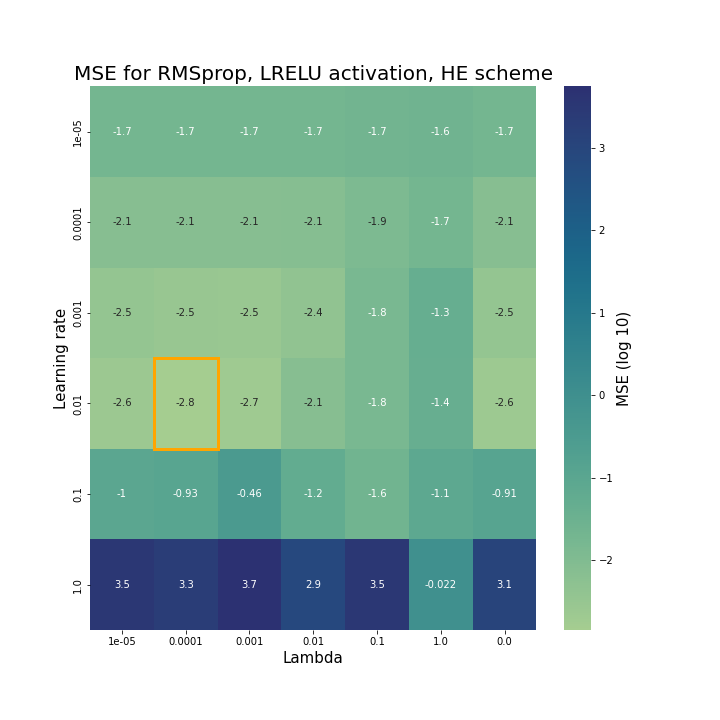 MSE for RMSprop, LRELU activation, HE scheme
1e-05 -1.7 -1.7 -1.7 -1.7 -1.7 -1.6 -1.7
0.0001 -2.1 -2.1 -2.1 -2.1 -1.9 -1.7 -2.1
0.001 -2.5 -2.5 -2.5 -2.4 -1.8 -1.3 -2.5
0.01 -2.6 -2.8 -2.7 -2.1 -1.8 -1.4 -2.6
0.1 -1 -0.93 -0.46 -1.2 -1.6 -1.1 -0.91
1.0 3.5 3.3 3.7 2.9 3.5 -0.022 3.1
1e-05 0.0001 0.001 0.01 0.1 1.0 0.0
Learning rate
Lambda
3
2
1
0
−1
−2
MSE (log 10)